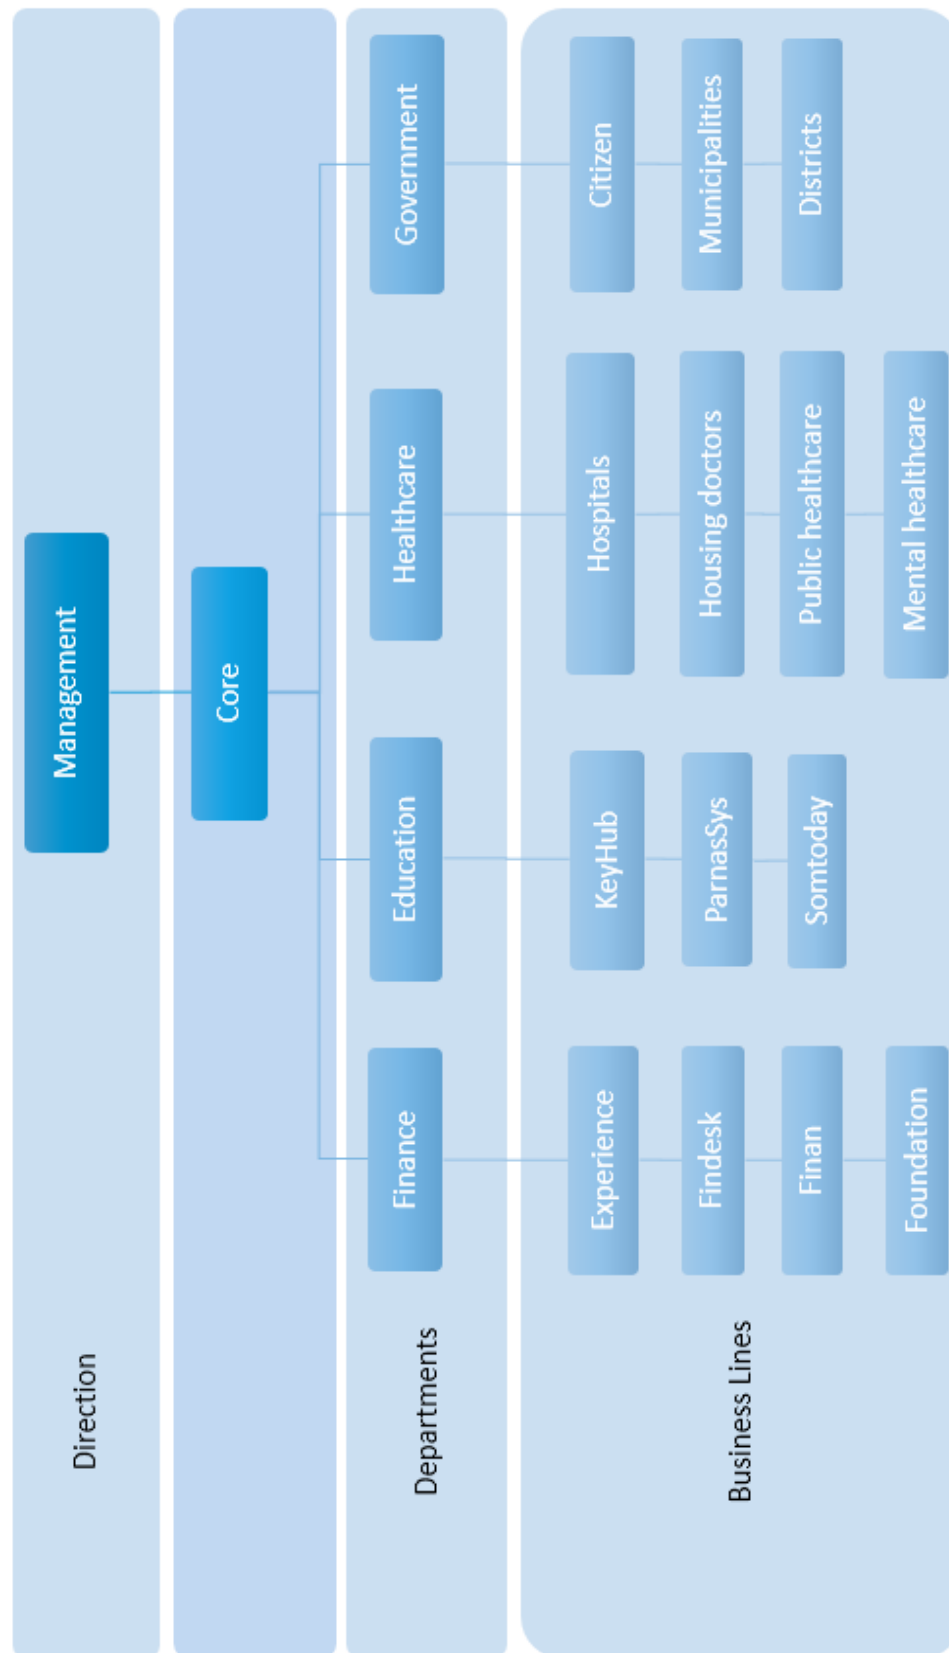 Direction
Management
Core
Departments
Finance
Education
Healthcare
Government
Business Lines
Experience
KeyHub
Hospitals
Citizen
Findesk
ParnasSys
Housing doctors
Municipalities
Finan
Somtoday
Public healthcare
Districts
Foundation
Mental healthcare